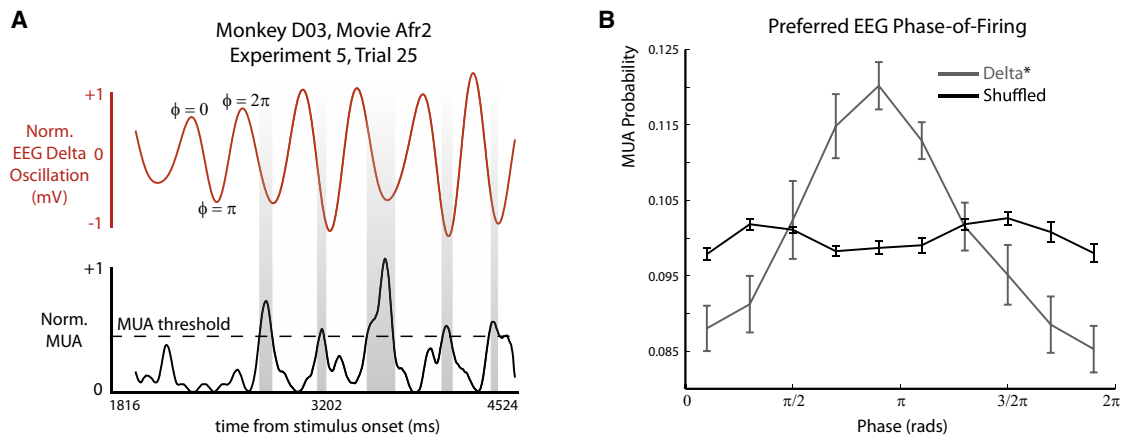 A
Monkey D03, Movie Afr2
Experiment 5, Trial 25
+1
Norm.
EEG Delta
Oscillation
(mV)
0
-1
ϕ = 0
ϕ = 2π
ϕ = π
+1
Norm.
MUA
MUA threshold
0
1816
3202
4524
time from stimulus onset (ms)
B
Preferred EEG Phase-of-Firing
0.125
0.115
0.105
0.095
0.085
MUA Probability
Delta*
Shuffled
0
π/2
π
3/2π
2π
Phase (rads)